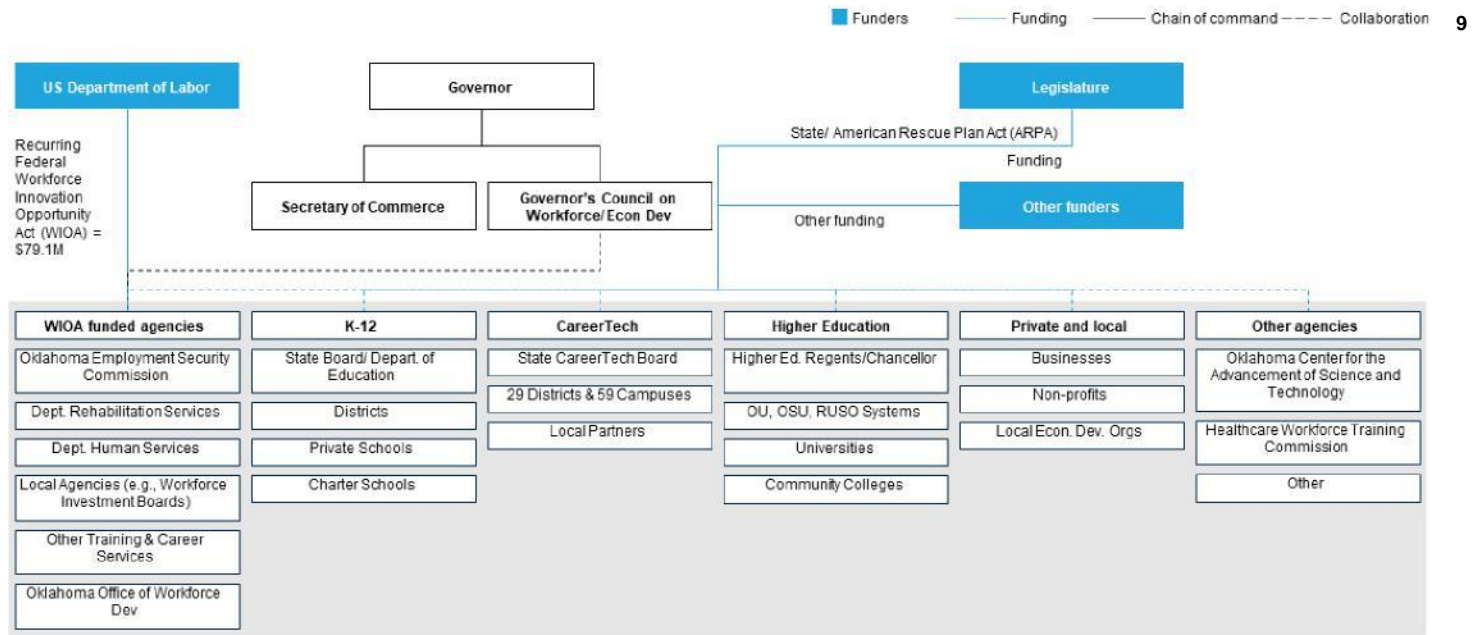 Funders
Funding
Chain of command
Collaboration
9
US Department of Labor
Governor
Legislature
Recurring
Federal
Workforce
Innovation
Opportunity
Act (WIOA) =
$79.1M
State/ American Rescue Plan Act (ARPA)
Funding
Secretary of Commerce
Governor's Council on
Workforce/Econ Dev
Other funding
Other funders
WIOA funded agencies
Oklahoma Employment Security
Commission
Dept. Rehabilitation Services
Dept. Human Services
Local Agencies (e.g., Workforce
Investment Boards)
Other Training & Career
Services
Oklahoma Office of Workforce
Dev
K-12
State Board/ Depart. of
Education
Districts
Private Schools
Charter Schools
CareerTech
State CareerTech Board
29 Districts & 59 Campuses
Local Partners
Higher Education
Higher Ed. Regents/Chancellor
OU, OSU, RUSO Systems
Universities
Community Colleges
Private and local
Businesses
Non-profits
Local Econ. Dev. Orgs
Other agencies
Oklahoma Center for the
Advancement of Science and
Technology
Healthcare Workforce Training
Commission
Other